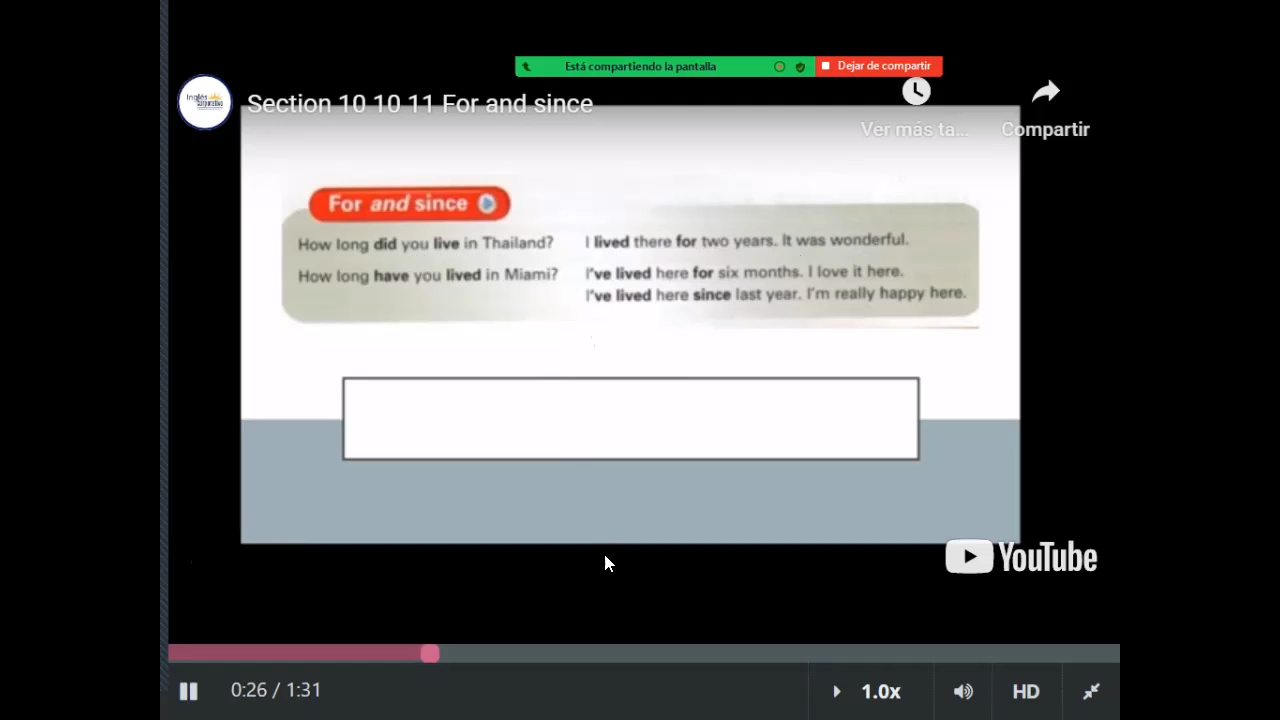 Está compartiendo la pantalla
Dejar de compartir
Inglés
corporativo
Section 10 10 11 For and since
Ver más ta...
Compartir
For and since
How long did you live in Thailand?
I lived there for two years. It was wonderful.
How long have you lived in Miami?
I've lived here for six months. I love it here.
I've lived here since last year. I'm really happy here.
YouTube
0:26 / 1:31
1.0x
HD